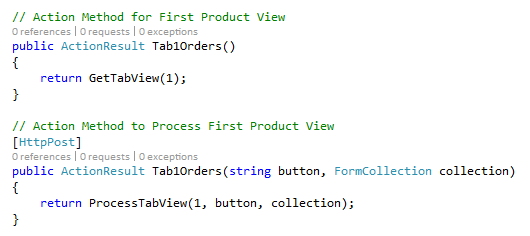 // Action Method for First Product View
0 references | 0 requests | 0 exceptions
public ActionResult Tab1Orders()
{
    return GetTabView(1);
}
// Action Method to Process First Product View
[HttpPost]
0 references | 0 requests | 0 exceptions
public ActionResult Tab1Orders(string button, FormCollection collection)
{
    return ProcessTabView(1, button, collection);
}